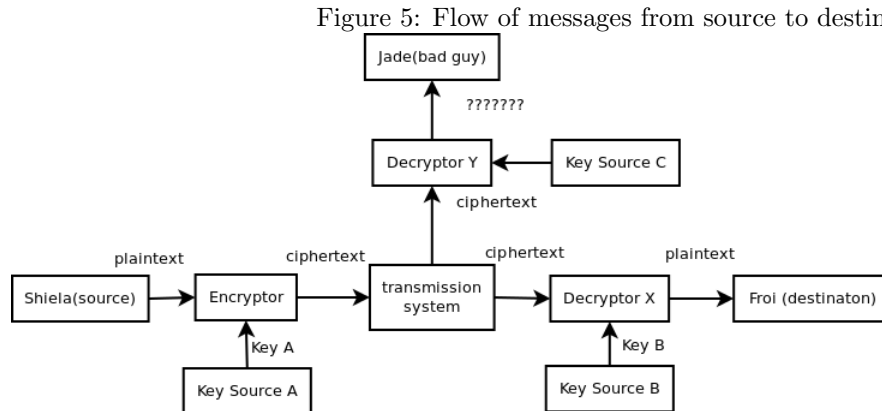 Figure 5: Flow of messages from source to destin
Jade(bad guy)
???????
Decryptor Y
Key Source C
ciphertext
plaintext
ciphertext
ciphertext
plaintext
Shiela(source)
Encryptor
transmission
system
Decryptor X
Froi (destinaton)
Key A
Key B
Key Source A
Key Source B